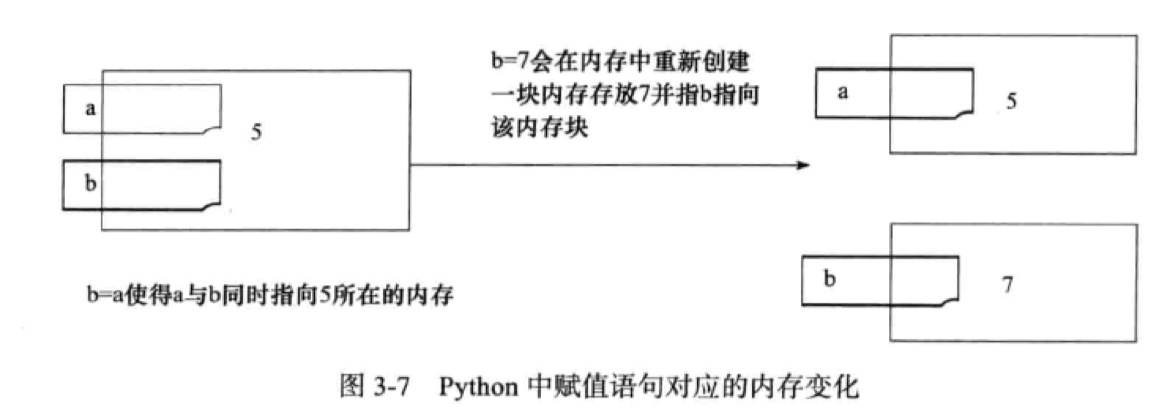 a
5
b
b=a使得a与b同时指向5所在的内存
b=7会在内存中重新创建
一块内存存放7并指b指向
该内存块
a
5
b
7
图 3-7 Python 中赋值语句对应的内存变化